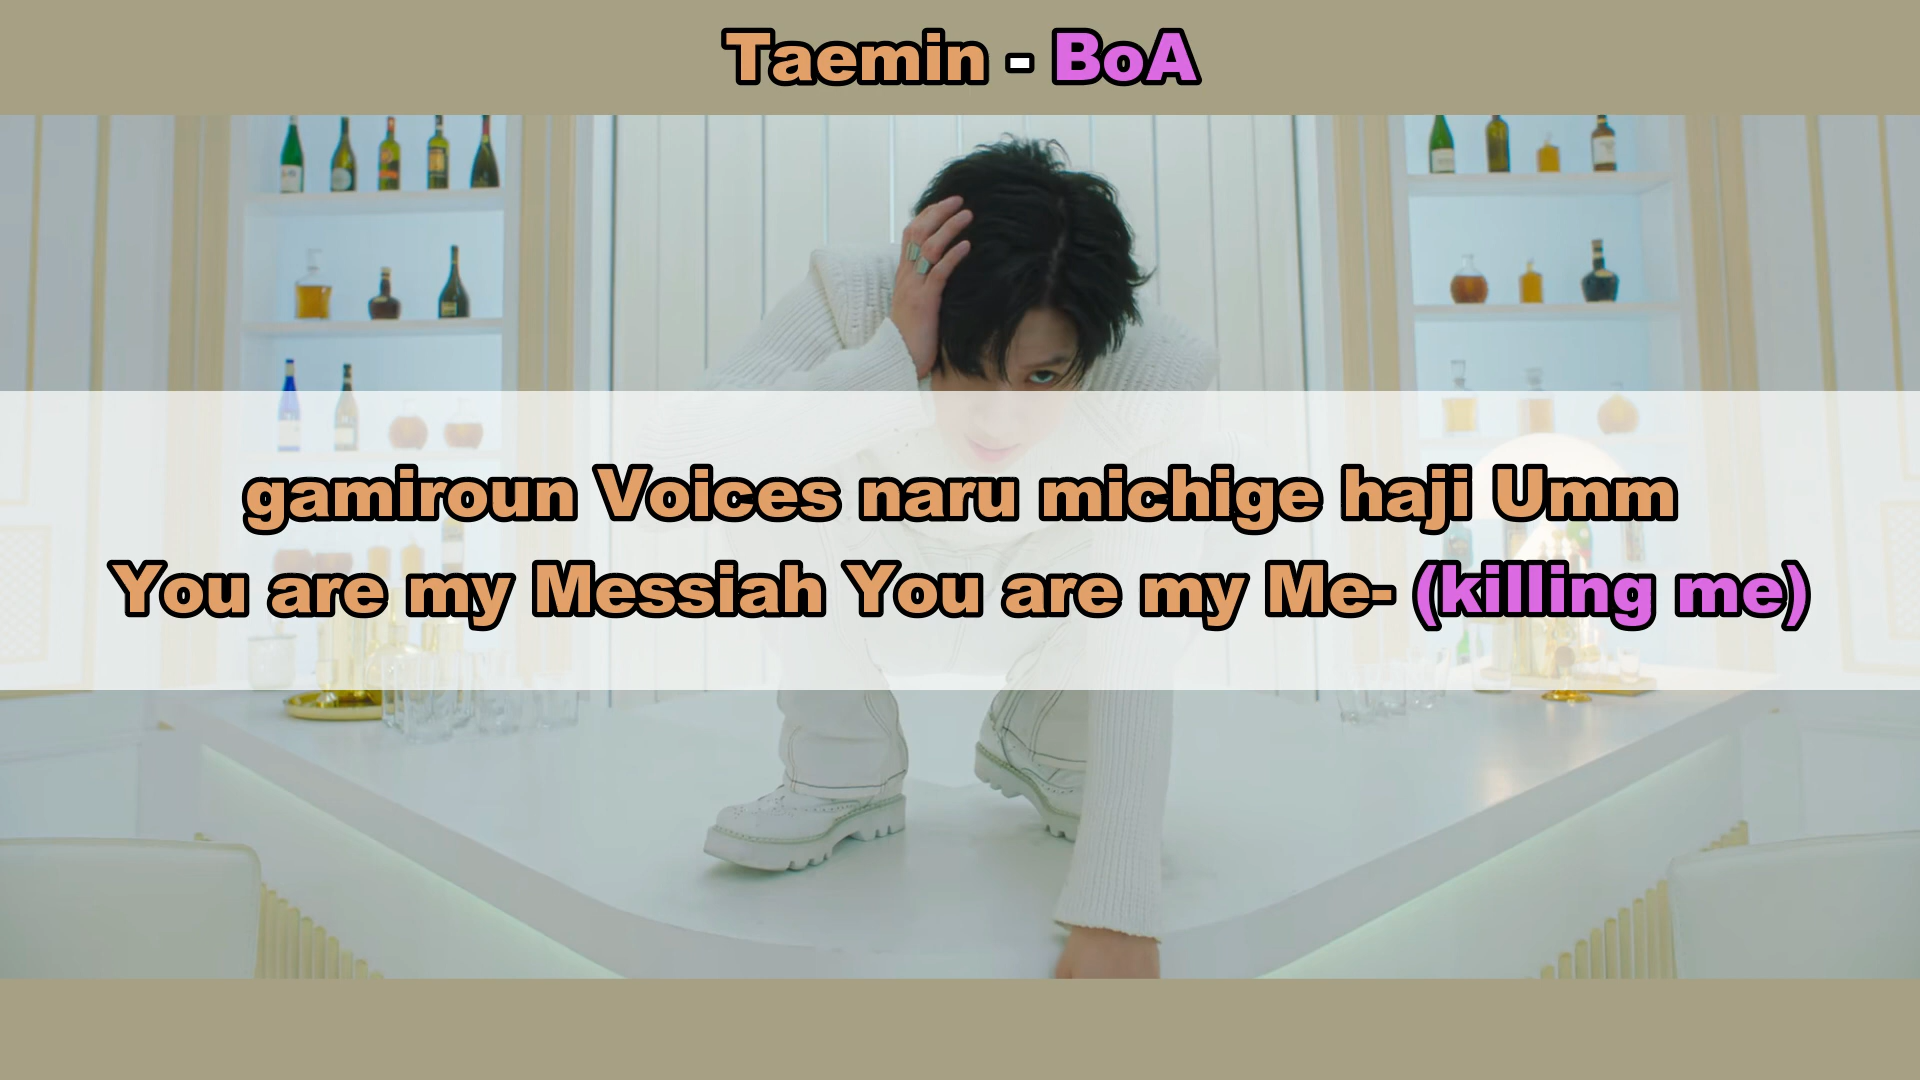 Taemin - BoA
gamiroun Voices naru michige haji Umm
You are my Messiah You are my Me- (killing me)